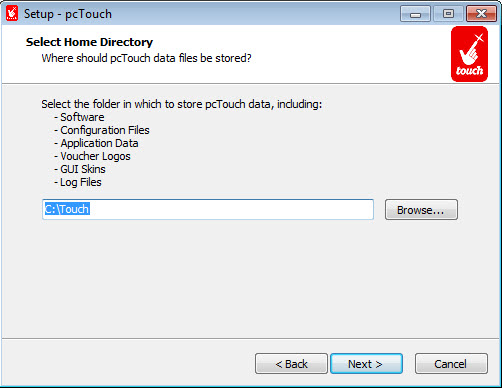 Setup - pcTouch
Select Home Directory
Where should pcTouch data files be stored?
touch
Select the folder in which to store pcTouch data, including:
- Software
- Configuration Files
- Application Data
- Voucher Logos
- GUI Skins
- Log Files
C:\Touch
Browse...
< Back
Next >
Cancel